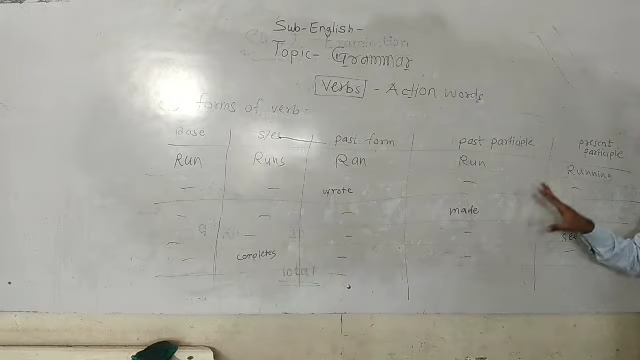 Sub-English-
Topic- Grammar
Verbs - Action words
forms of verb-
Base s/es past form past participle present participle
Run Runs Ran Run Running
- wrote - -
- - - made
- - - -
- completes - - -
Total